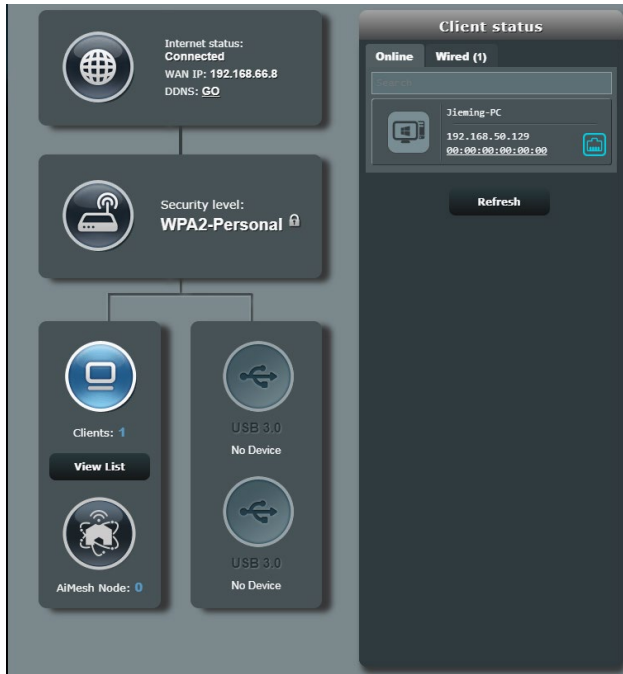 Internet status:
Connected
WAN IP: 192.168.66.8
DDNS: GO
Security level:
WPA2-Personal
Clients: 1
View List
AiMesh Node: 0
USB 3.0
No Device
USB 3.0
No Device
Client status
Online Wired (1)
Search
Jieming-PC
192.168.50.129
00:00:00:00:00:00
Refresh